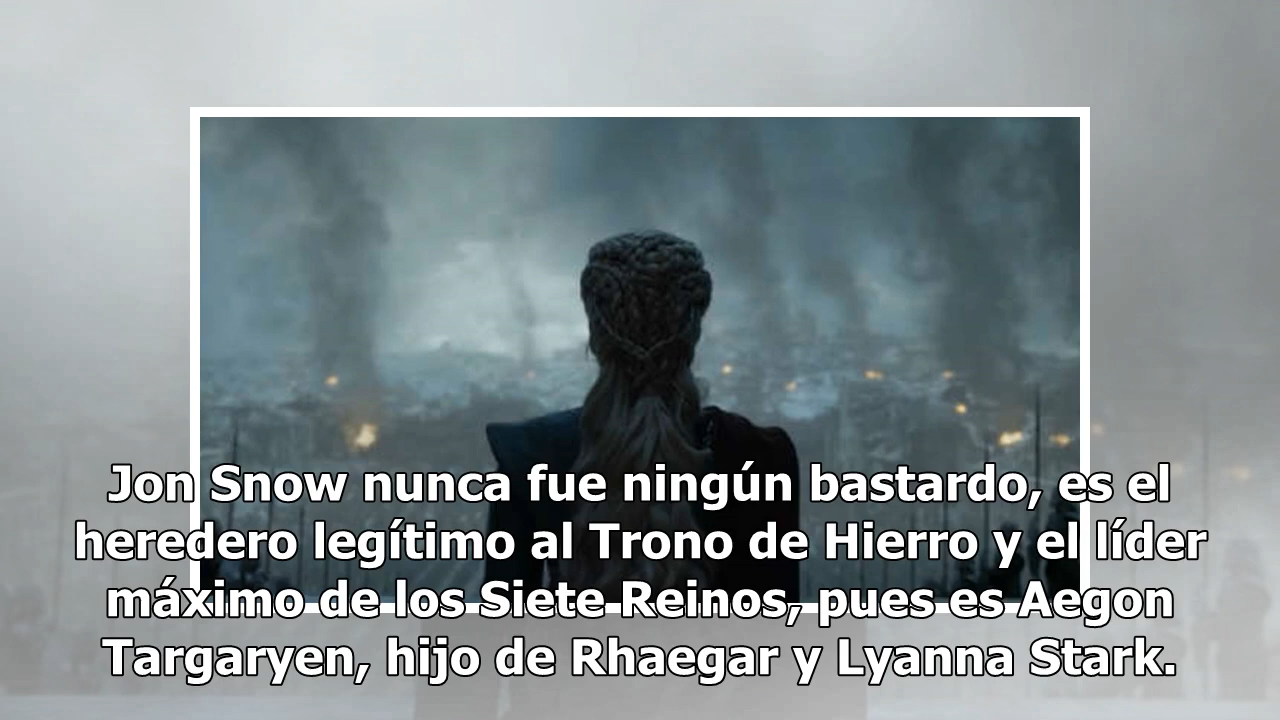 Jon Snow nunca fue ningún bastardo, es el
heredero legítimo al Trono de Hierro y el líder
máximo de los Siete Reinos, pues es Aegon
Targaryen, hijo de Rhaegar y Lyanna Stark.